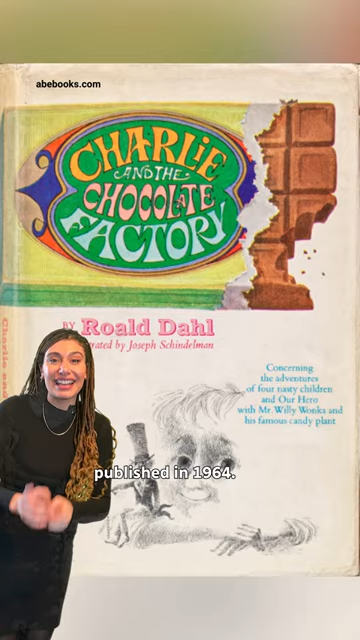 abebooks.com
CHARLIE
AND THE
CHOCOLATE
FACTORY
BY Roald Dahl
rated by Joseph Schindelman
Concerning
the adventures
of four nasty children
and Our Hero
with Mr. Willy Wonka and
his famous candy plant
published in 1964.